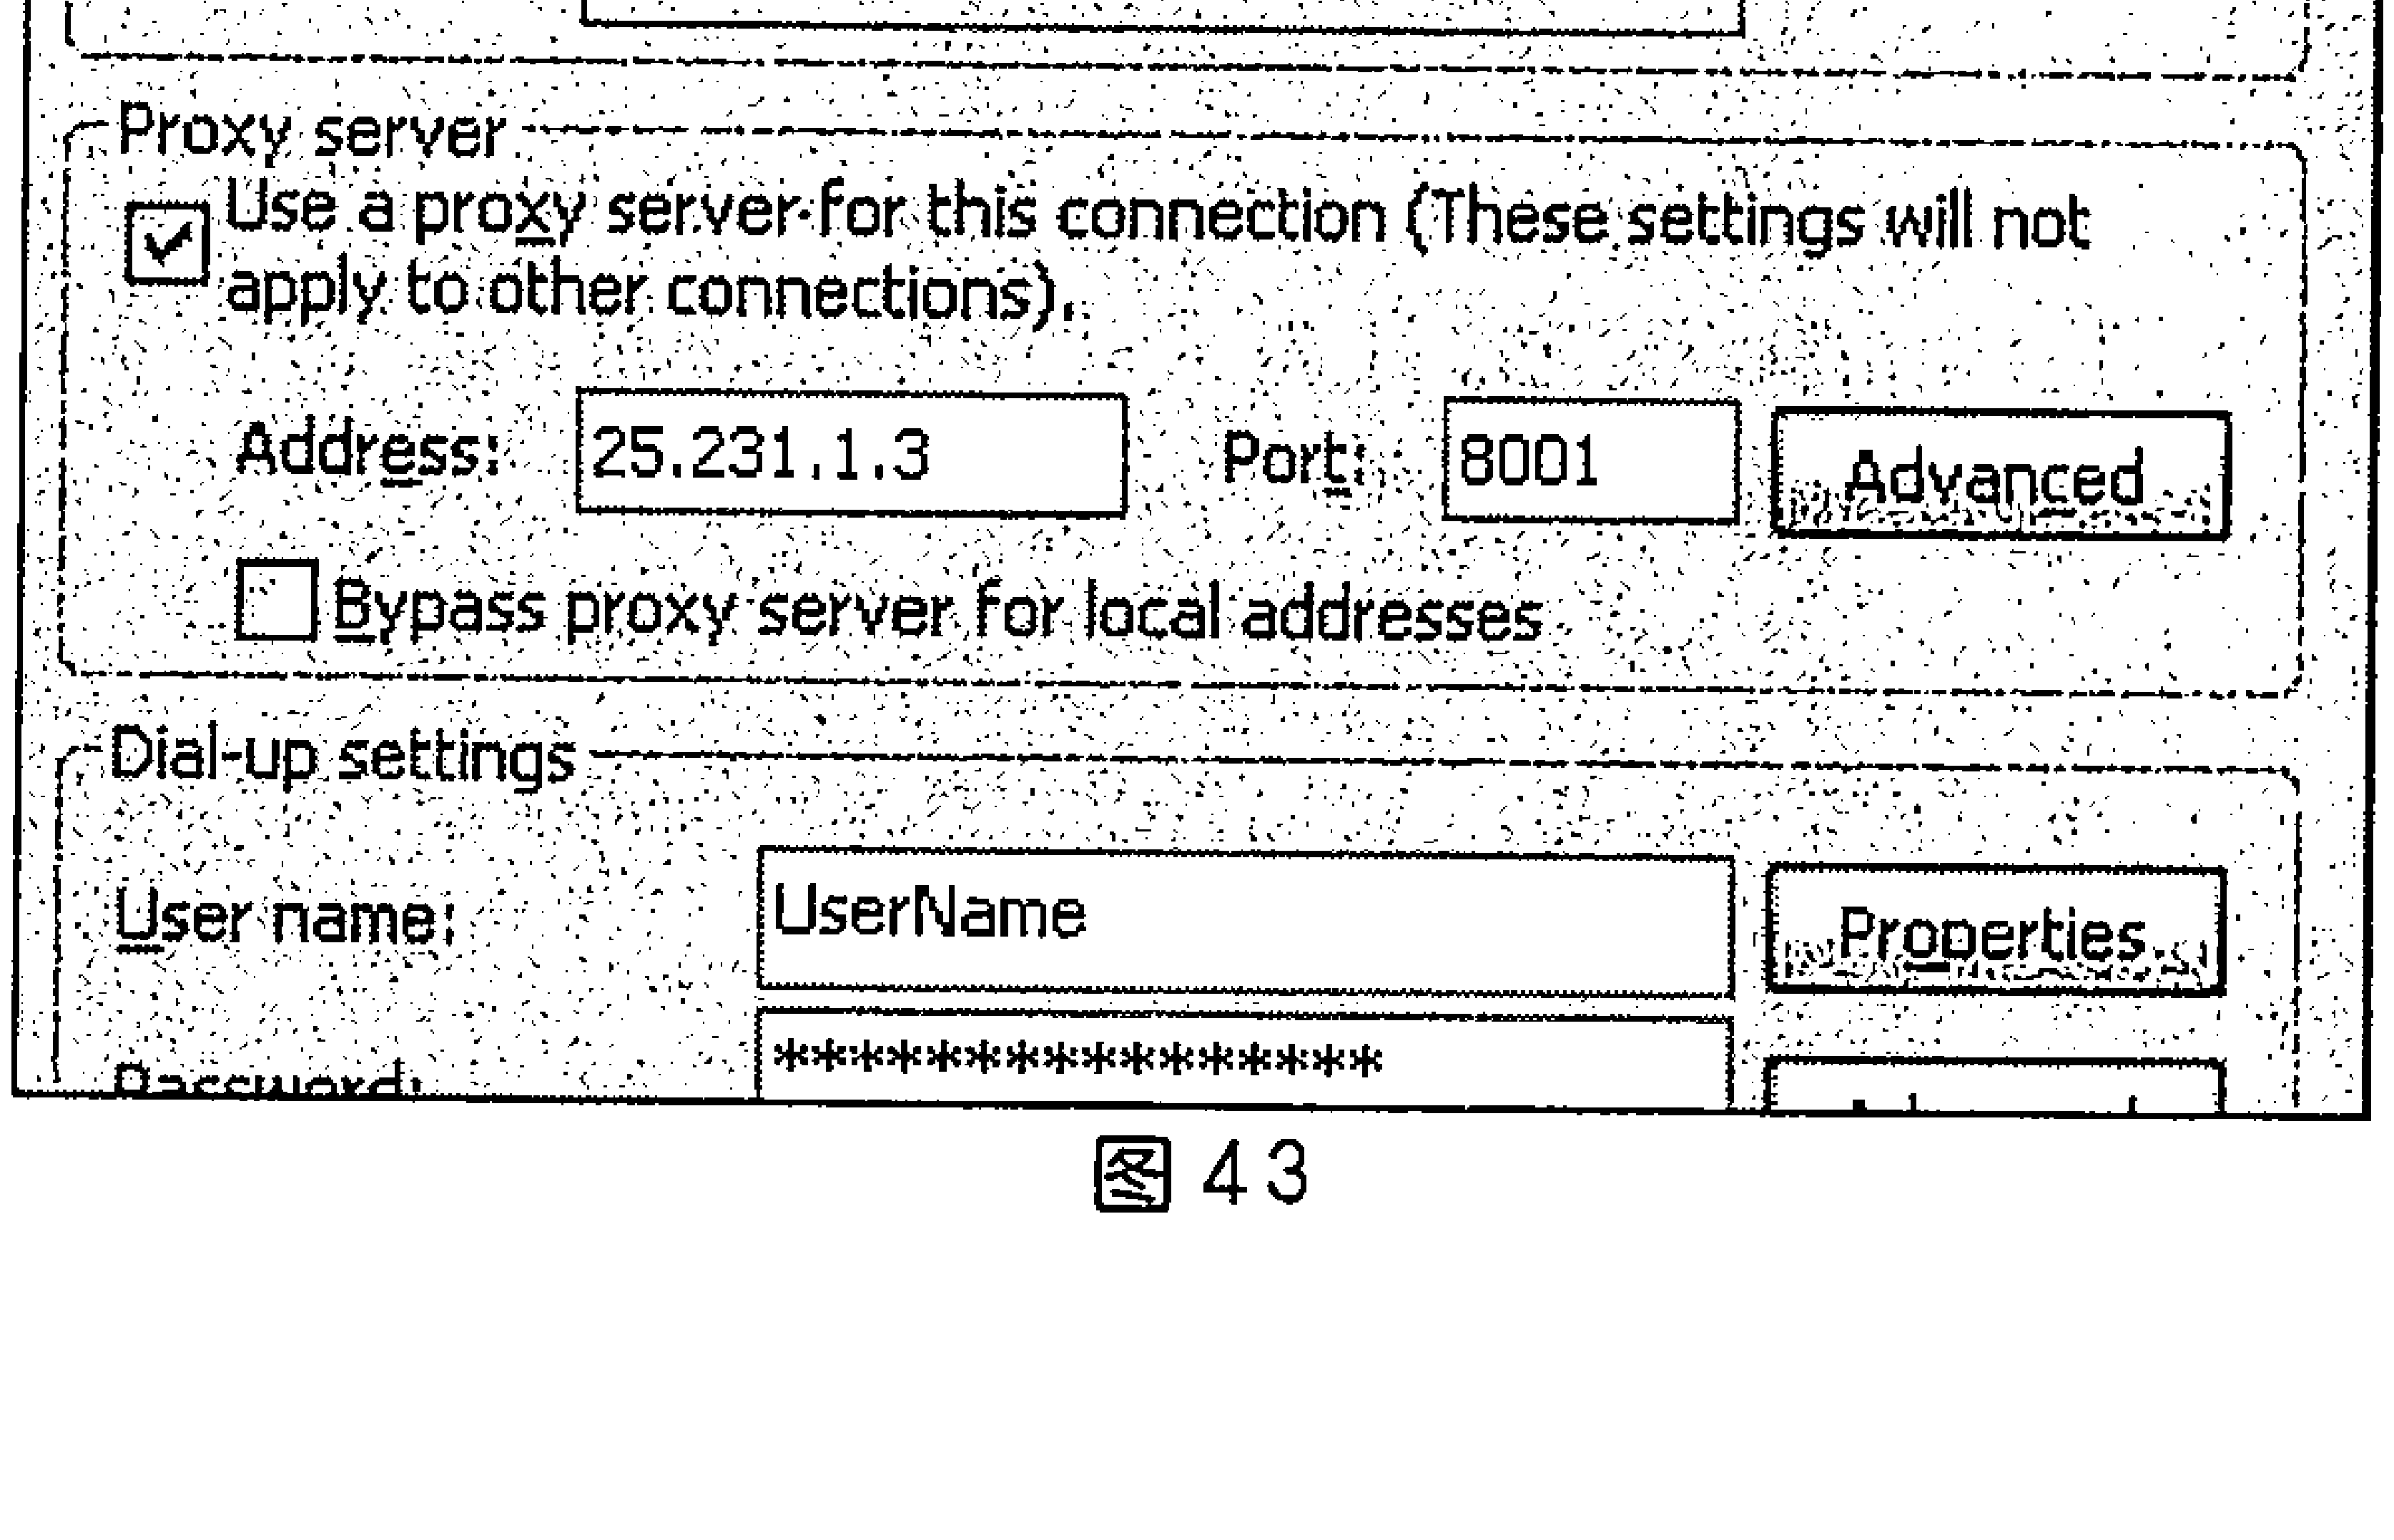 Proxy server
Use a proxy server for this connection (These settings will not
apply to other connections).
Address: 25.231.1.3 Port: 8001 Advanced
Bypass proxy server for local addresses
Dial-up settings
User name: UserName Properties
Password: ****************
图 43